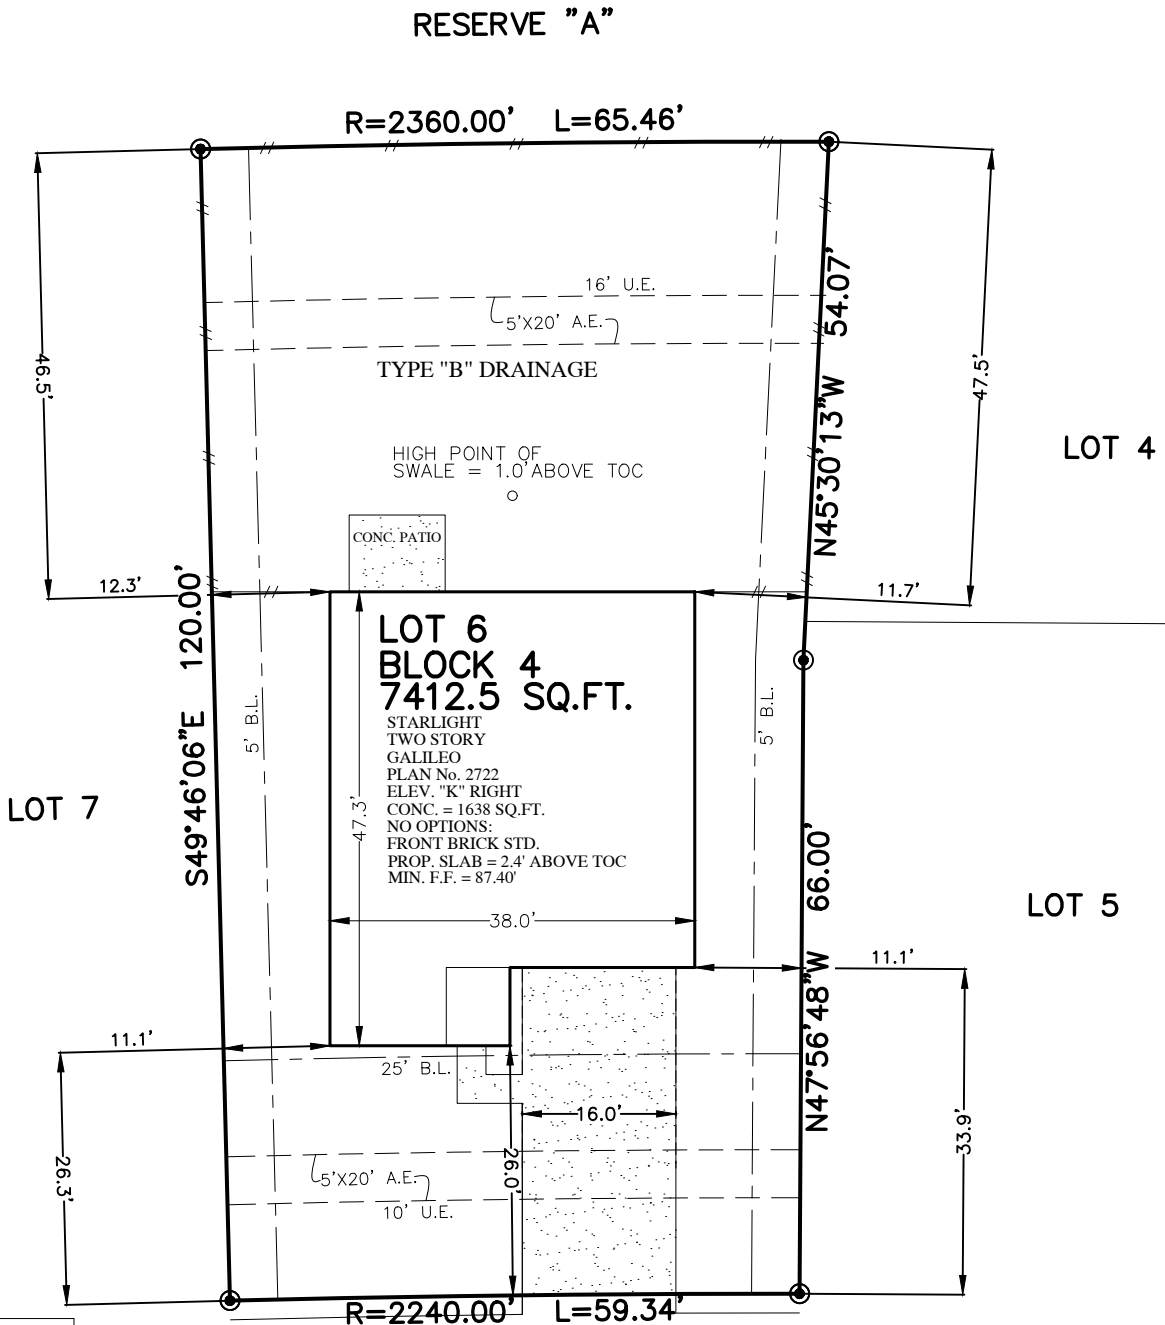 RESERVE "A"
R=2360.00' L=65.46'
46.5'
47.5'
54.07'
N45°30'13"W
16' U.E.
5'X20' A.E.
TYPE "B" DRAINAGE
HIGH POINT OF
SWALE = 1.0'ABOVE TOC
LOT 4
CONC. PATIO
12.3'
11.7'
120.00'
S49°46'06"E
LOT 6
BLOCK 4
7412.5 SQ.FT.
STARLIGHT
TWO STORY
GALILEO
PLAN No. 2722
ELEV. "K" RIGHT
CONC. = 1638 SQ.FT.
NO OPTIONS:
FRONT BRICK STD.
PROP. SLAB = 2.4' ABOVE TOC
MIN. F.F. = 87.40'
5' B.L.
5' B.L.
47.3'
LOT 7
38.0'
66.00'
N47°56'48"W
LOT 5
11.1'
11.1'
25' B.L.
16.0'
33.9'
26.3'
26.0'
5'X20' A.E.
10' U.E.
R=2240.00' L=59.34'